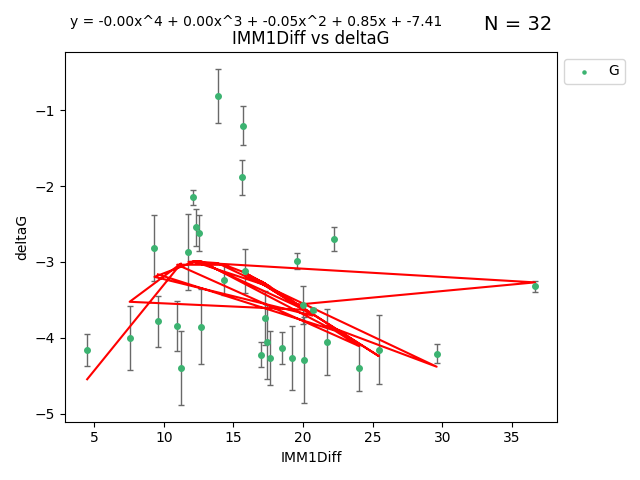 y = -0.00x^4 + 0.00x^3 + -0.05x^2 + 0.85x + -7.41
N = 32
IMM1Diff vs deltaG
G
deltaG
−1
−2
−3
−4
−5
5 10 15 20 25 30 35
IMM1Diff